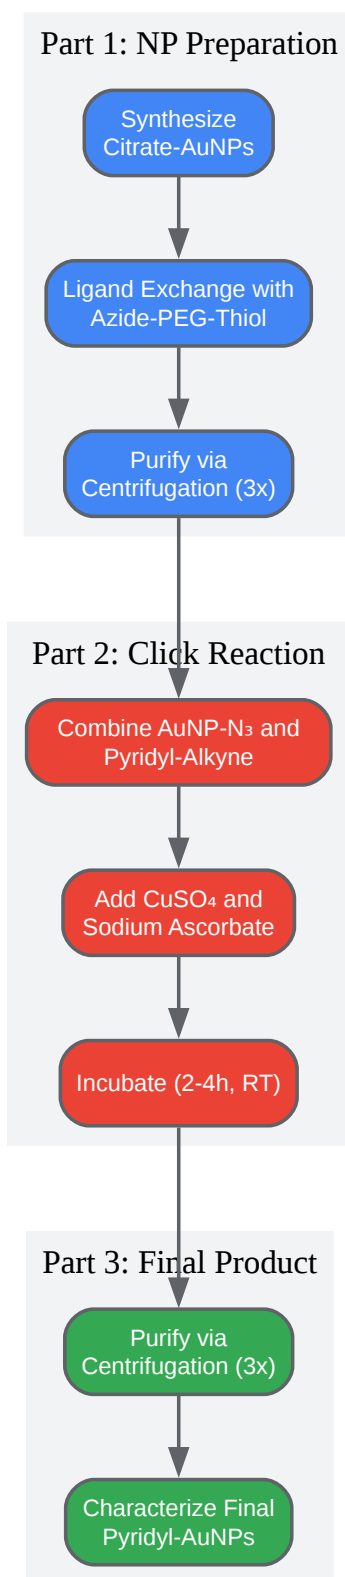 Part 1: NP Preparation
Synthesize
Citrate-AuNPs
Ligand Exchange with
Azide-PEG-Thiol
Purify via
Centrifugation (3x)
Part 2: Click Reaction
Combine AuNP-N₃ and
Pyridyl-Alkyne
Add CuSO₄ and
Sodium Ascorbate
Incubate (2-4h, RT)
Part 3: Final Product
Purify via
Centrifugation (3x)
Characterize Final
Pyridyl-AuNPs